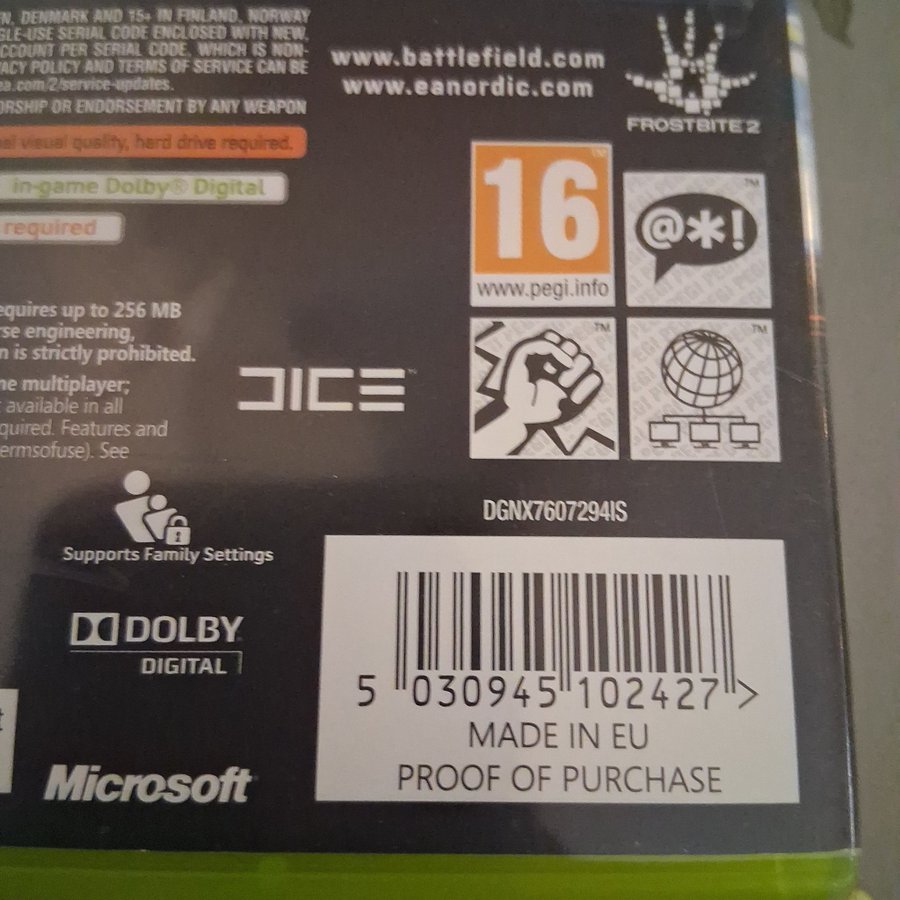 N, DENMARK AND 15+ IN FINLAND, NORWAY
GLE-USE SERIAL CODE ENCLOSED WITH NEW,
CCOUNT PER SERIAL CODE, WHICH IS NON-
ACY POLICY AND TERMS OF SERVICE CAN BE
ea.com/2/service-updates.
ORSHIP OR ENDORSEMENT BY ANY WEAPON
al visual quality, hard drive required.
in-game Dolby® Digital
required
equires up to 256 MB
rse engineering,
n is strictly prohibited.
ne multiplayer;
t available in all
quired. Features and
ermsofuse). See
www.battlefield.com
www.eanordic.com
FROSTBITE 2
16
TM
www.pegi.info
@*!
TM
TM
TM
DICE™
Supports Family Settings
DOLBY
DIGITAL
Microsoft
DGNX7607294IS
5 030945 102427 >
MADE IN EU
PROOF OF PURCHASE